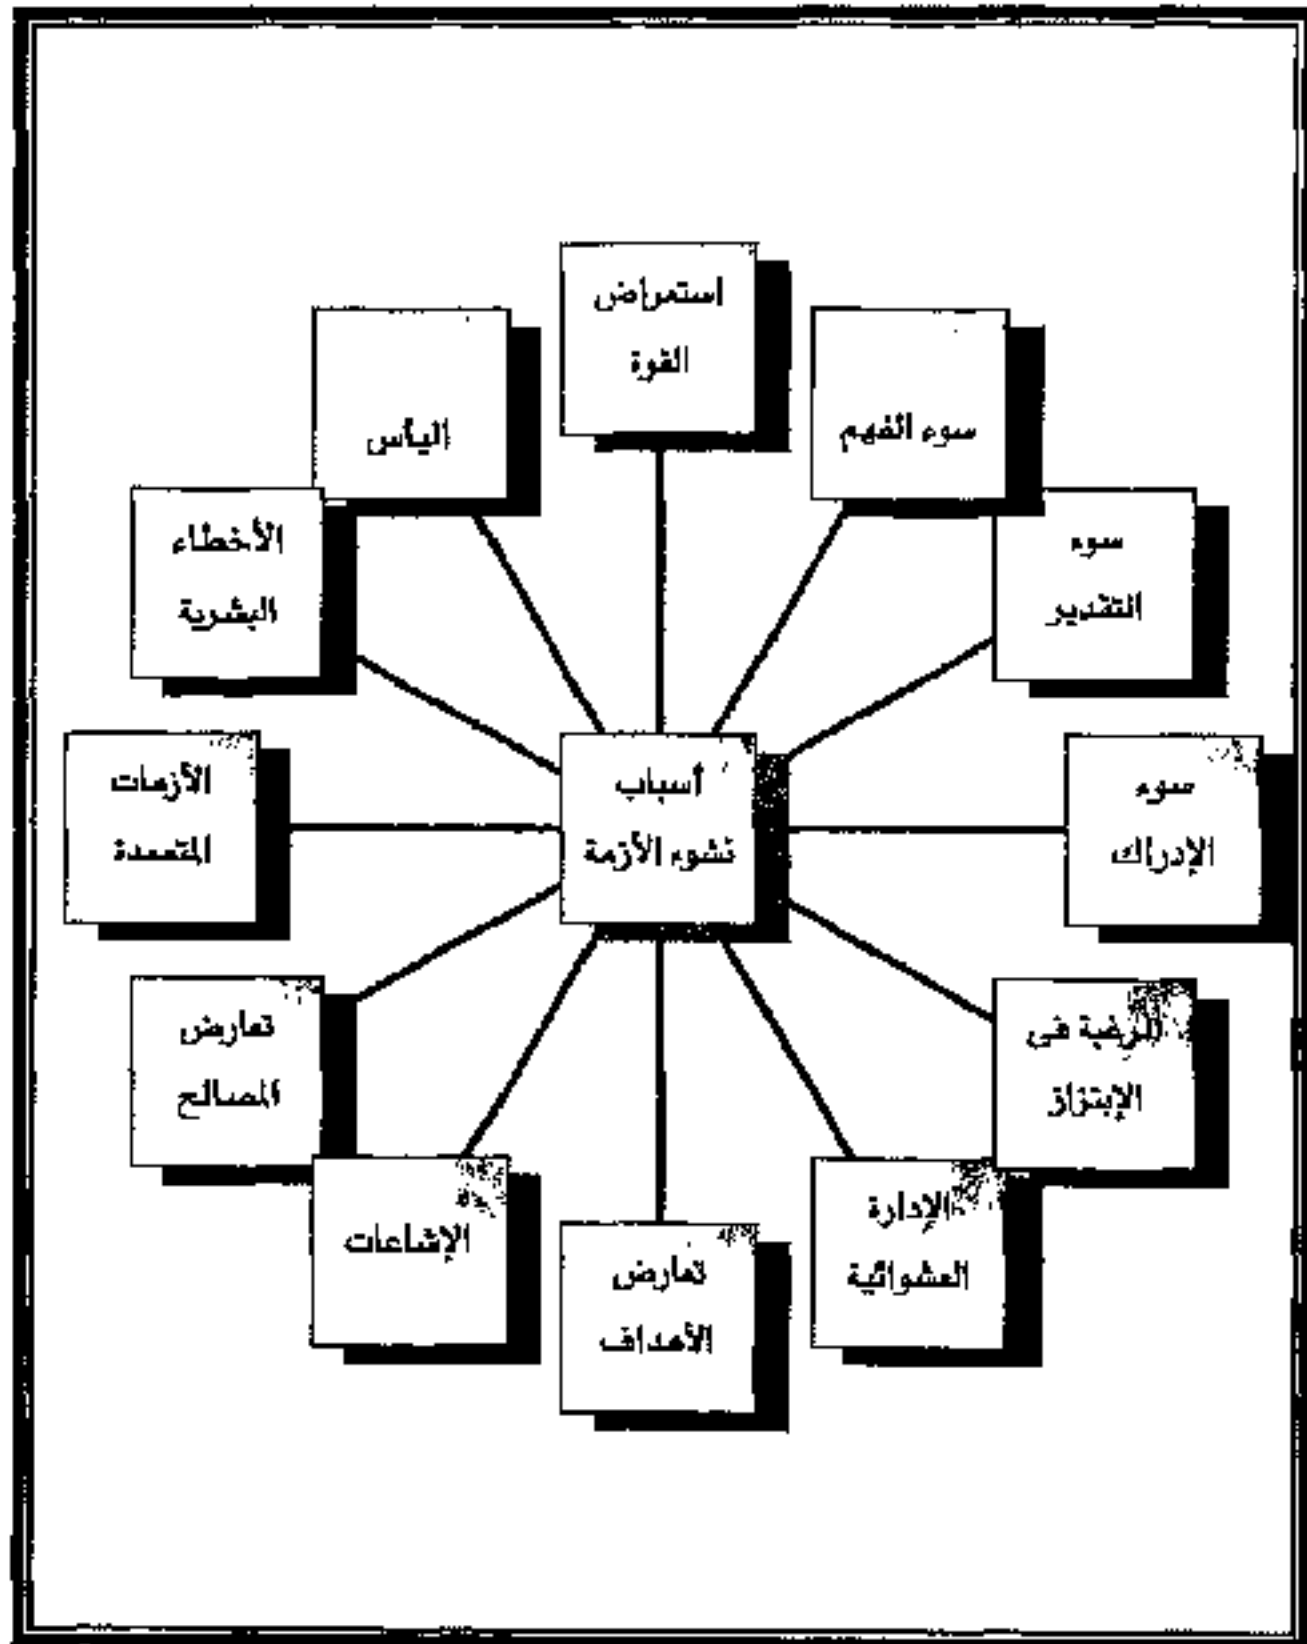 استعراض
القوة
سوء الفهم
سوء
التقدير
سوء
الإدراك
الرغبة فى
الإبتزاز
الإدارة
العشوائية
تعارض
الأهداف
الإشاعات
تعارض
المصالح
الأزمات
المتعمدة
الأخطاء
البشرية
اليأس
أسباب
نشوء الأزمة